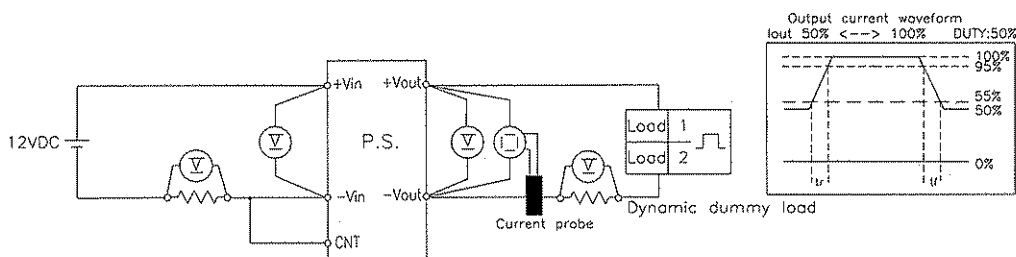 Output current waveform
Iout 50% <--> 100% DUTY:50%
100%
95%
55%
50%
0%
tr
tf
+Vin
+Vout
12VDC
V
V
P.S.
V
V
Load 1
Load 2
-Vin
-Vout
CNT
Current probe
Dynamic dummy load